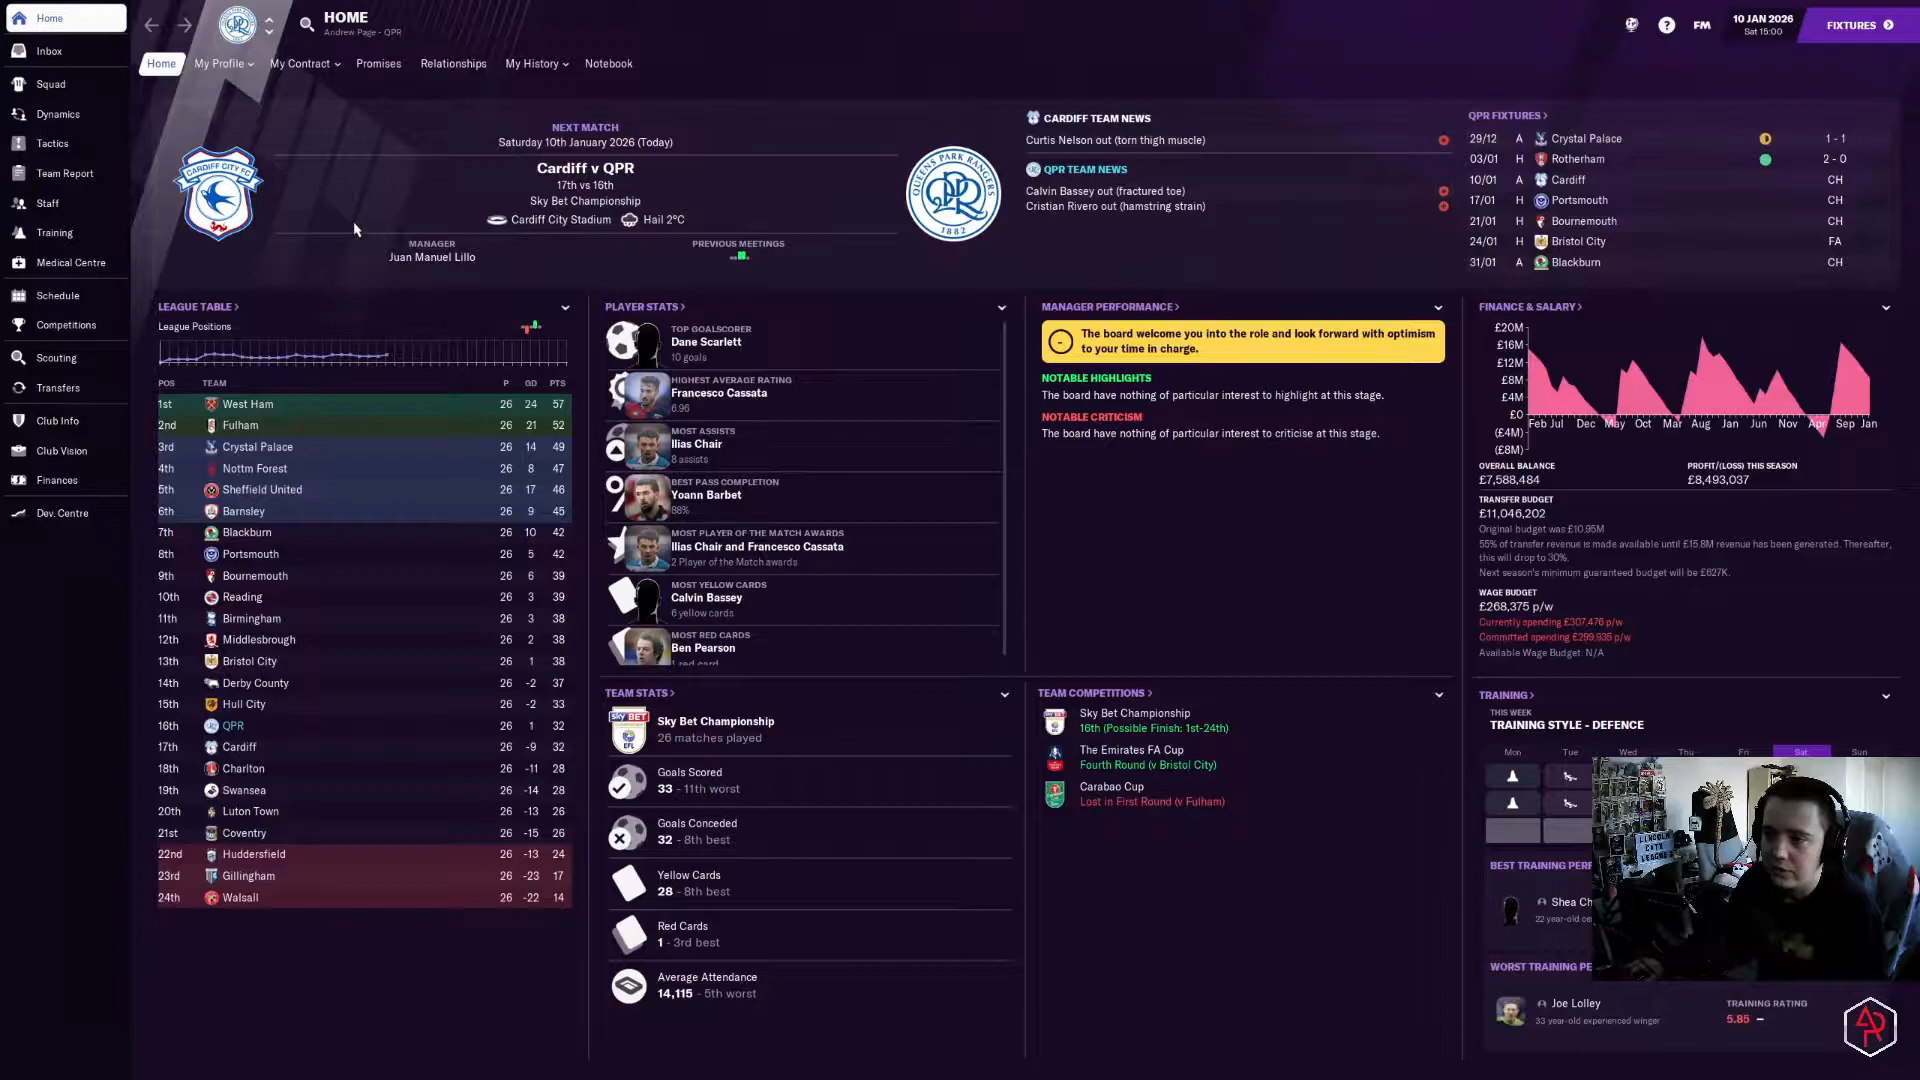 Home
Inbox
Squad
Dynamics
Tactics
Team Report
Staff
Training
Medical Centre
Schedule
Competitions
Scouting
Transfers
Club Info
Club Vision
Finances
Dev. Centre
HOME
Andrew Page - QPR
FM
10 JAN 2026
Sat 15:00
FIXTURES
Home My Profile My Contract Promises Relationships My History Notebook
CARDIFF CITY FC
NEXT MATCH
Saturday 10th January 2026 (Today)
Cardiff v QPR
17th vs 16th
Sky Bet Championship
Cardiff City Stadium Hail 2°C
MANAGER
Juan Manuel Lillo
PREVIOUS MEETINGS
QUEENS PARK RANGERS
1882
CARDIFF TEAM NEWS
Curtis Nelson out (torn thigh muscle)
QPR TEAM NEWS
Calvin Bassey out (fractured toe)
Cristian Rivero out (hamstring strain)
QPR FIXTURES >
29/12 A Crystal Palace 1 - 1
03/01 H Rotherham 2 - 0
10/01 A Cardiff CH
17/01 H Portsmouth CH
21/01 H Bournemouth CH
24/01 H Bristol City FA
31/01 A Blackburn CH
LEAGUE TABLE >
League Positions
POS TEAM P GD PTS
1st West Ham 26 24 57
2nd Fulham 26 21 52
3rd Crystal Palace 26 14 49
4th Nottm Forest 26 8 47
5th Sheffield United 26 17 46
6th Barnsley 26 9 45
7th Blackburn 26 10 42
8th Portsmouth 26 5 42
9th Bournemouth 26 6 39
10th Reading 26 3 39
11th Birmingham 26 3 38
12th Middlesbrough 26 2 38
13th Bristol City 26 1 38
14th Derby County 26 -2 37
15th Hull City 26 -2 33
16th QPR 26 1 32
17th Cardiff 26 -9 32
18th Charlton 26 -11 28
19th Swansea 26 -14 28
20th Luton Town 26 -13 26
21st Coventry 26 -15 26
22nd Huddersfield 26 -13 24
23rd Gillingham 26 -23 17
24th Walsall 26 -22 14
PLAYER STATS >
TOP GOALSCORER
Dane Scarlett
10 goals
HIGHEST AVERAGE RATING
Francesco Cassata
6.96
MOST ASSISTS
Ilias Chair
8 assists
BEST PASS COMPLETION
Yoann Barbet
88%
MOST PLAYER OF THE MATCH AWARDS
Ilias Chair and Francesco Cassata
2 Player of the Match awards
MOST YELLOW CARDS
Calvin Bassey
6 yellow cards
MOST RED CARDS
Ben Pearson
1 red card
MANAGER PERFORMANCE >
The board welcome you into the role and look forward with optimism
to your time in charge.
NOTABLE HIGHLIGHTS
The board have nothing of particular interest to highlight at this stage.
NOTABLE CRITICISM
The board have nothing of particular interest to criticise at this stage.
FINANCE & SALARY >
£20M
£16M
£12M
£8M
£4M
£0
(£4M)
(£8M)
Feb Jul Dec May Oct Mar Aug Jan Jun Nov Apr Sep Jan
OVERALL BALANCE
£7,588,484
PROFIT/(LOSS) THIS SEASON
£8,493,037
TRANSFER BUDGET
£11,046,202
Original budget was £10.95M
55% of transfer revenue is made available until £15.8M revenue has been generated. Thereafter,
this will drop to 30%.
Next season's minimum guaranteed budget will be £627K.
WAGE BUDGET
£268,375 p/w
Currently spending £307,476 p/w
Committed spending £299,935 p/w
Available Wage Budget: N/A
TEAM STATS >
sky BET
EFL
Sky Bet Championship
26 matches played
Goals Scored
33 - 11th worst
Goals Conceded
32 - 8th best
Yellow Cards
28 - 8th best
Red Cards
1 - 3rd best
Average Attendance
14,115 - 5th worst
TEAM COMPETITIONS >
Sky Bet Championship
16th (Possible Finish: 1st-24th)
The Emirates FA Cup
Fourth Round (v Bristol City)
Carabao Cup
Lost in First Round (v Fulham)
TRAINING >
THIS WEEK
TRAINING STYLE - DEFENCE
Mon Tue Wed Thu Fri Sat Sun
BEST TRAINING PER
Shea Ch
22 year-old ce
WORST TRAINING PE
Joe Lolley
33 year-old experienced winger
TRAINING RATING
5.85 –
LINCOLN
CITY
LEAGUE